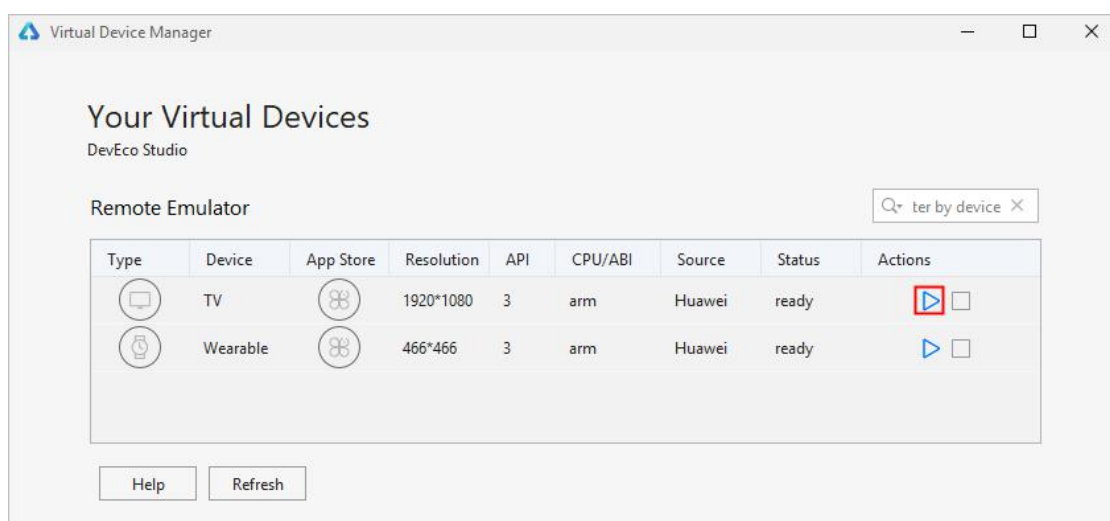 Virtual Device Manager
Your Virtual Devices
DevEco Studio
Remote Emulator
ter by device
Type Device App Store Resolution API CPU/ABI Source Status Actions
TV 1920*1080 3 arm Huawei ready
Wearable 466*466 3 arm Huawei ready
Help Refresh